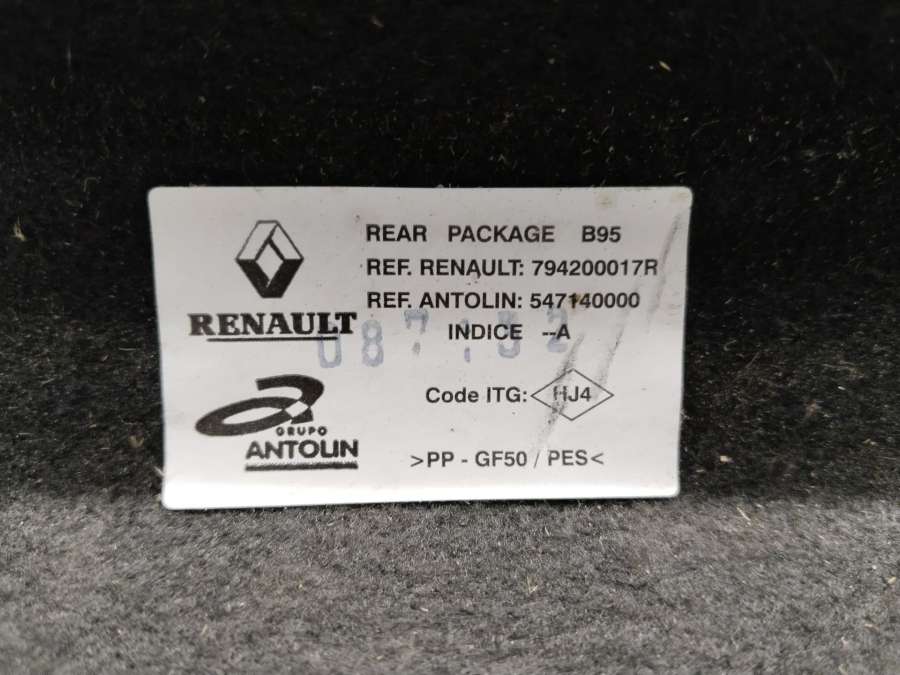 REAR PACKAGE B95
REF. RENAULT: 794200017R
REF. ANTOLIN: 547140000
INDICE --A
RENAULT
Code ITG: HJ4
GRUPO
ANTOLIN
>PP - GF50 / PES<